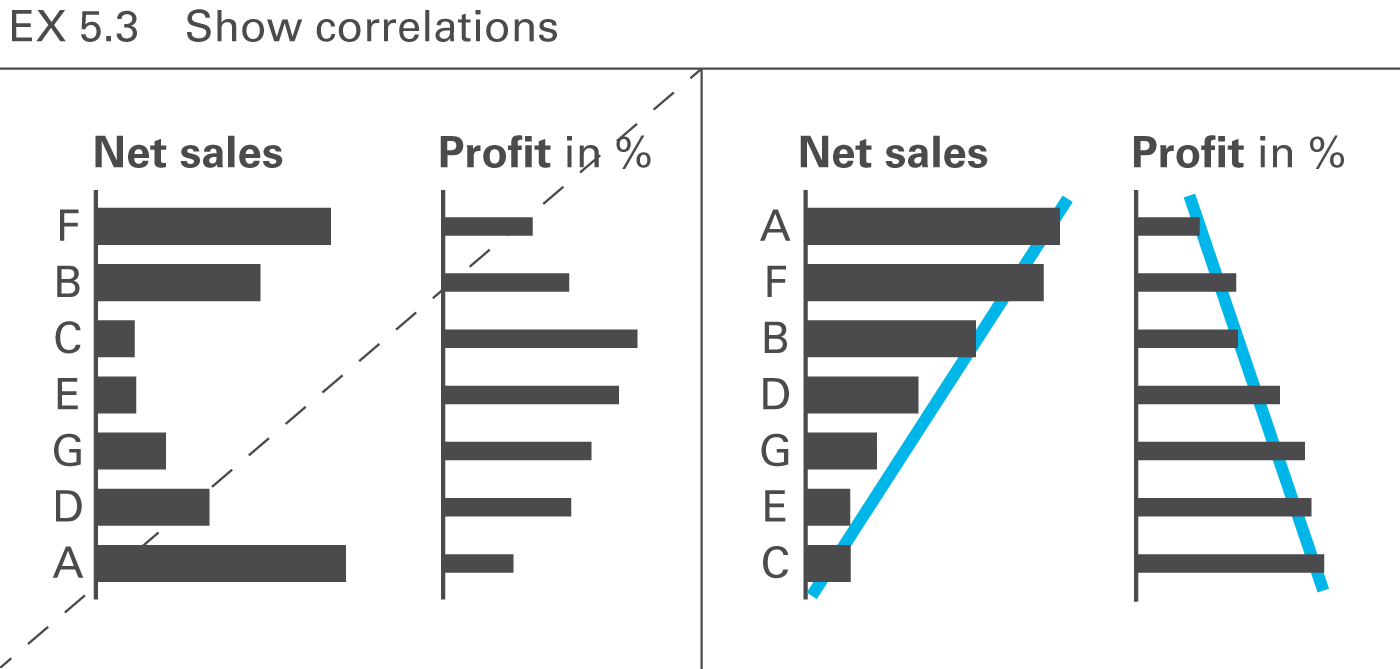 EX 5.3 Show correlations
Net sales
Profit in %
F
B
C
E
G
D
A
Net sales
Profit in %
A
F
B
D
G
E
C